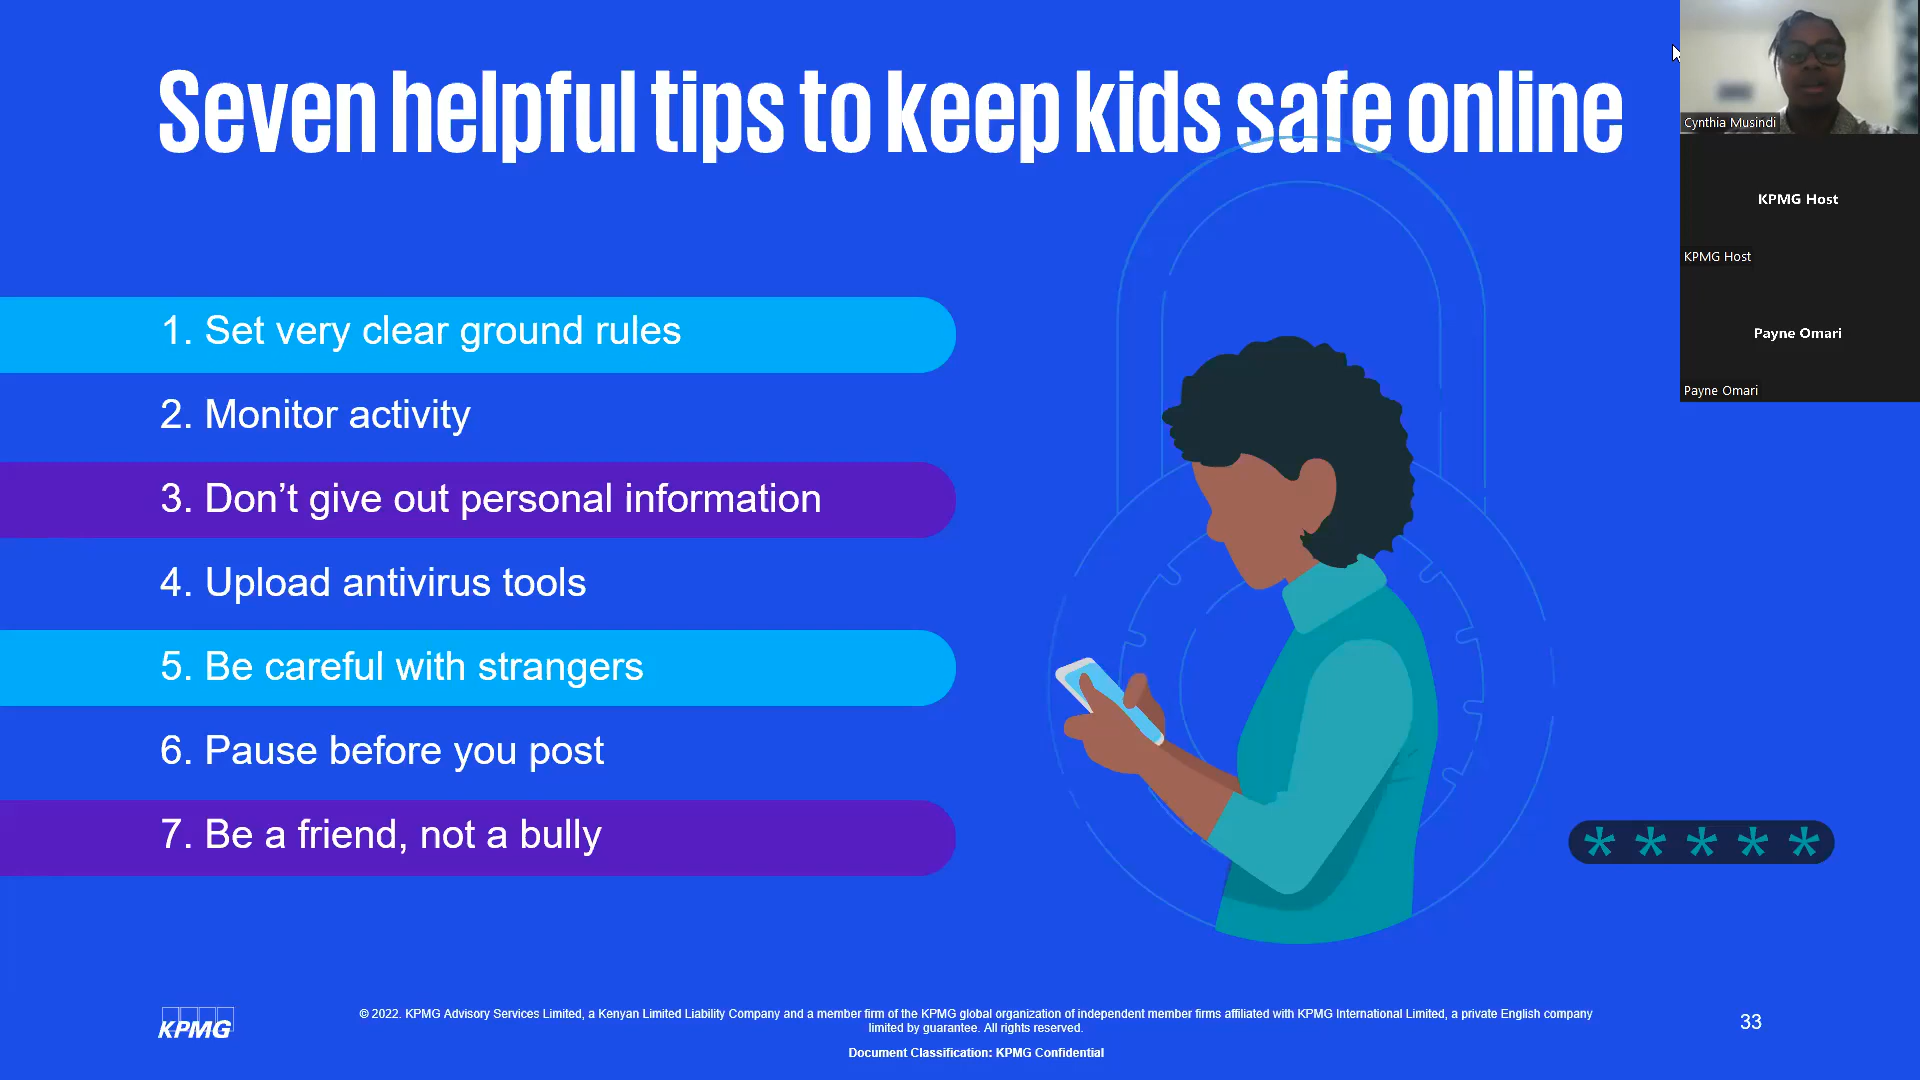 Seven helpful tips to keep kids safe online
1. Set very clear ground rules
2. Monitor activity
3. Don’t give out personal information
4. Upload antivirus tools
5. Be careful with strangers
6. Pause before you post
7. Be a friend, not a bully
* * * * *
Cynthia Musindi
KPMG Host
KPMG Host
Payne Omari
Payne Omari
KPMG
© 2022. KPMG Advisory Services Limited, a Kenyan Limited Liability Company and a member firm of the KPMG global organization of independent member firms affiliated with KPMG International Limited, a private English company
limited by guarantee. All rights reserved.
Document Classification: KPMG Confidential
33